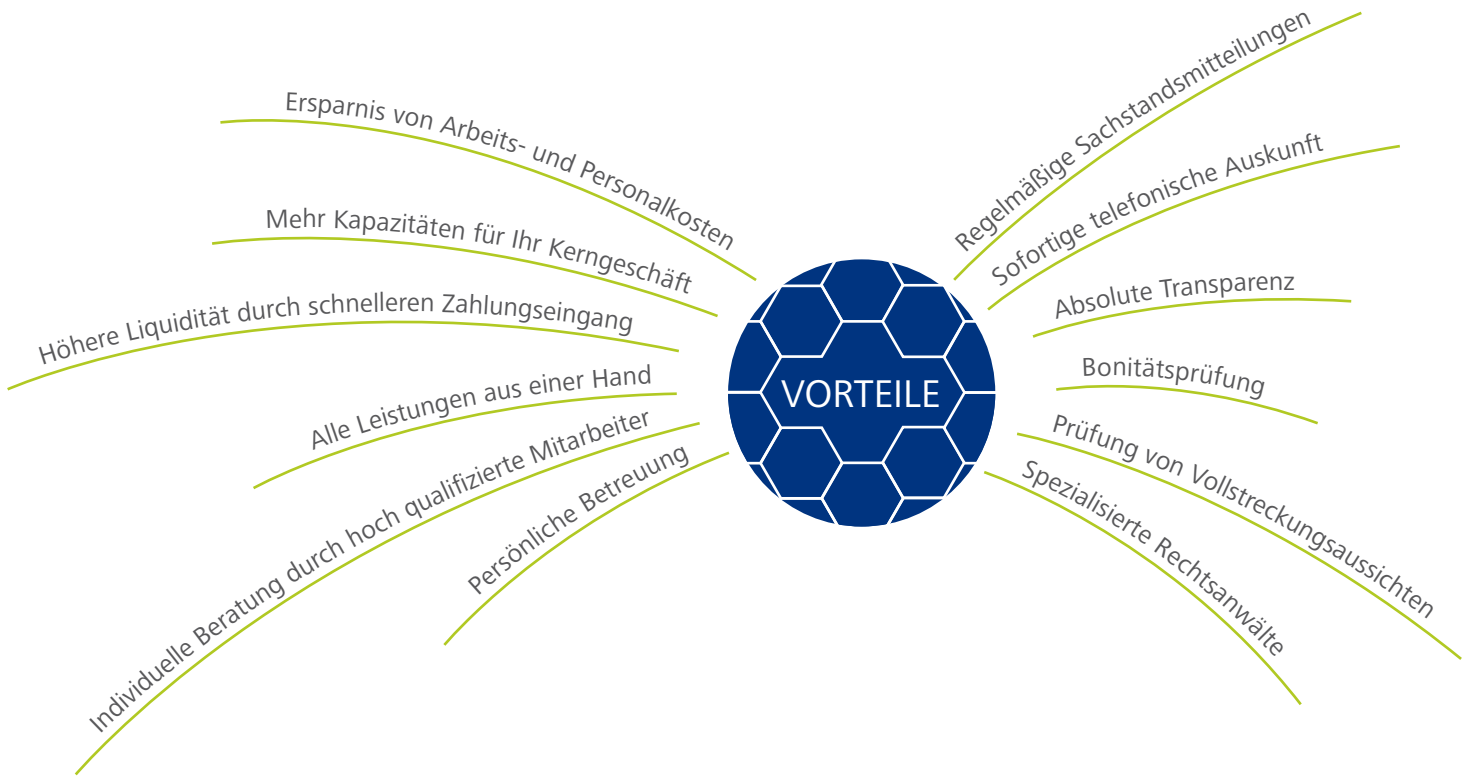 Ersparnis von Arbeits- und Personalkosten
Mehr Kapazitäten für Ihr Kerngeschäft
Höhere Liquidität durch schnelleren Zahlungseingang
Alle Leistungen aus einer Hand
Individuelle Beratung durch hoch qualifizierte Mitarbeiter
Persönliche Betreuung
VORTEILE
Regelmäßige Sachstandsmitteilungen
Sofortige telefonische Auskunft
Absolute Transparenz
Bonitätsprüfung
Prüfung von Vollstreckungsaussichten
Spezialisierte Rechtsanwälte